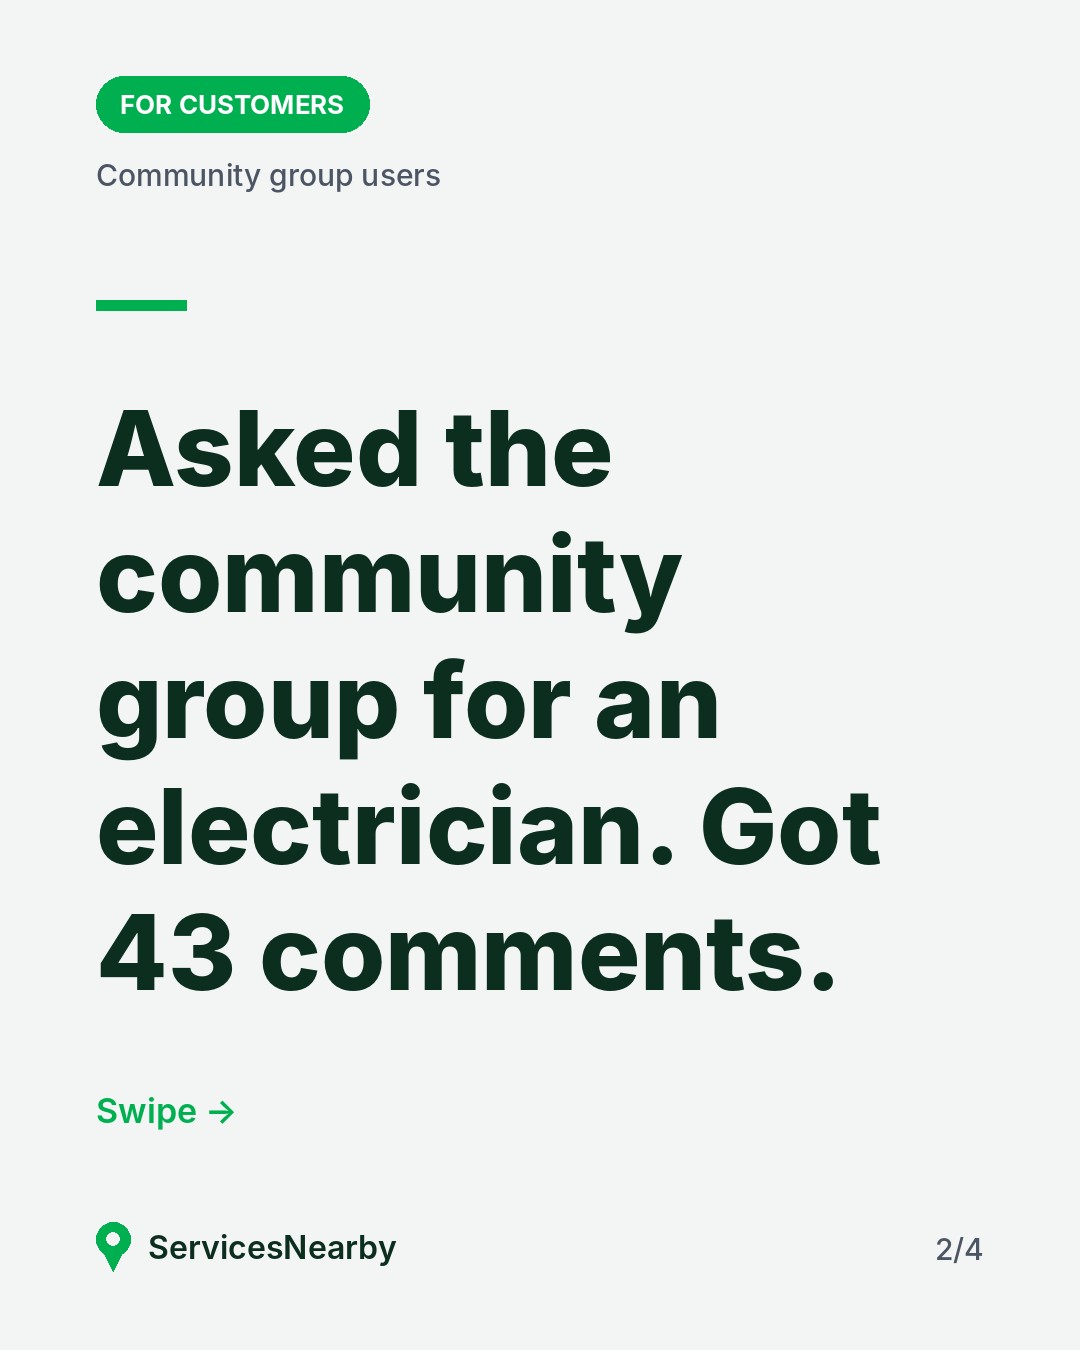 FOR CUSTOMERS
Community group users
Asked the
community
group for an
electrician. Got
43 comments.
Swipe →
ServicesNearby
2/4